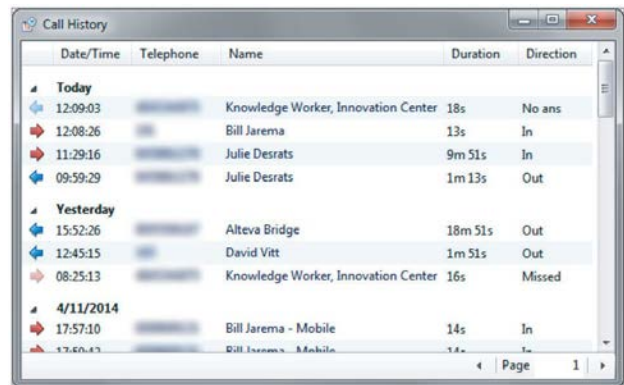 Call History
Date/Time Telephone Name Duration Direction
Today
12:09:03 Knowledge Worker, Innovation Center 18s No ans
12:08:26 Bill Jarema 13s In
11:29:16 Julie Desrats 9m 51s In
09:59:29 Julie Desrats 1m 13s Out
Yesterday
15:52:26 Alteva Bridge 18m 51s Out
12:45:15 David Vitt 1m 51s Out
08:25:13 Knowledge Worker, Innovation Center 16s Missed
4/11/2014
17:57:10 Bill Jarema - Mobile 14s In
Bill Jarema - Mobile
Page 1